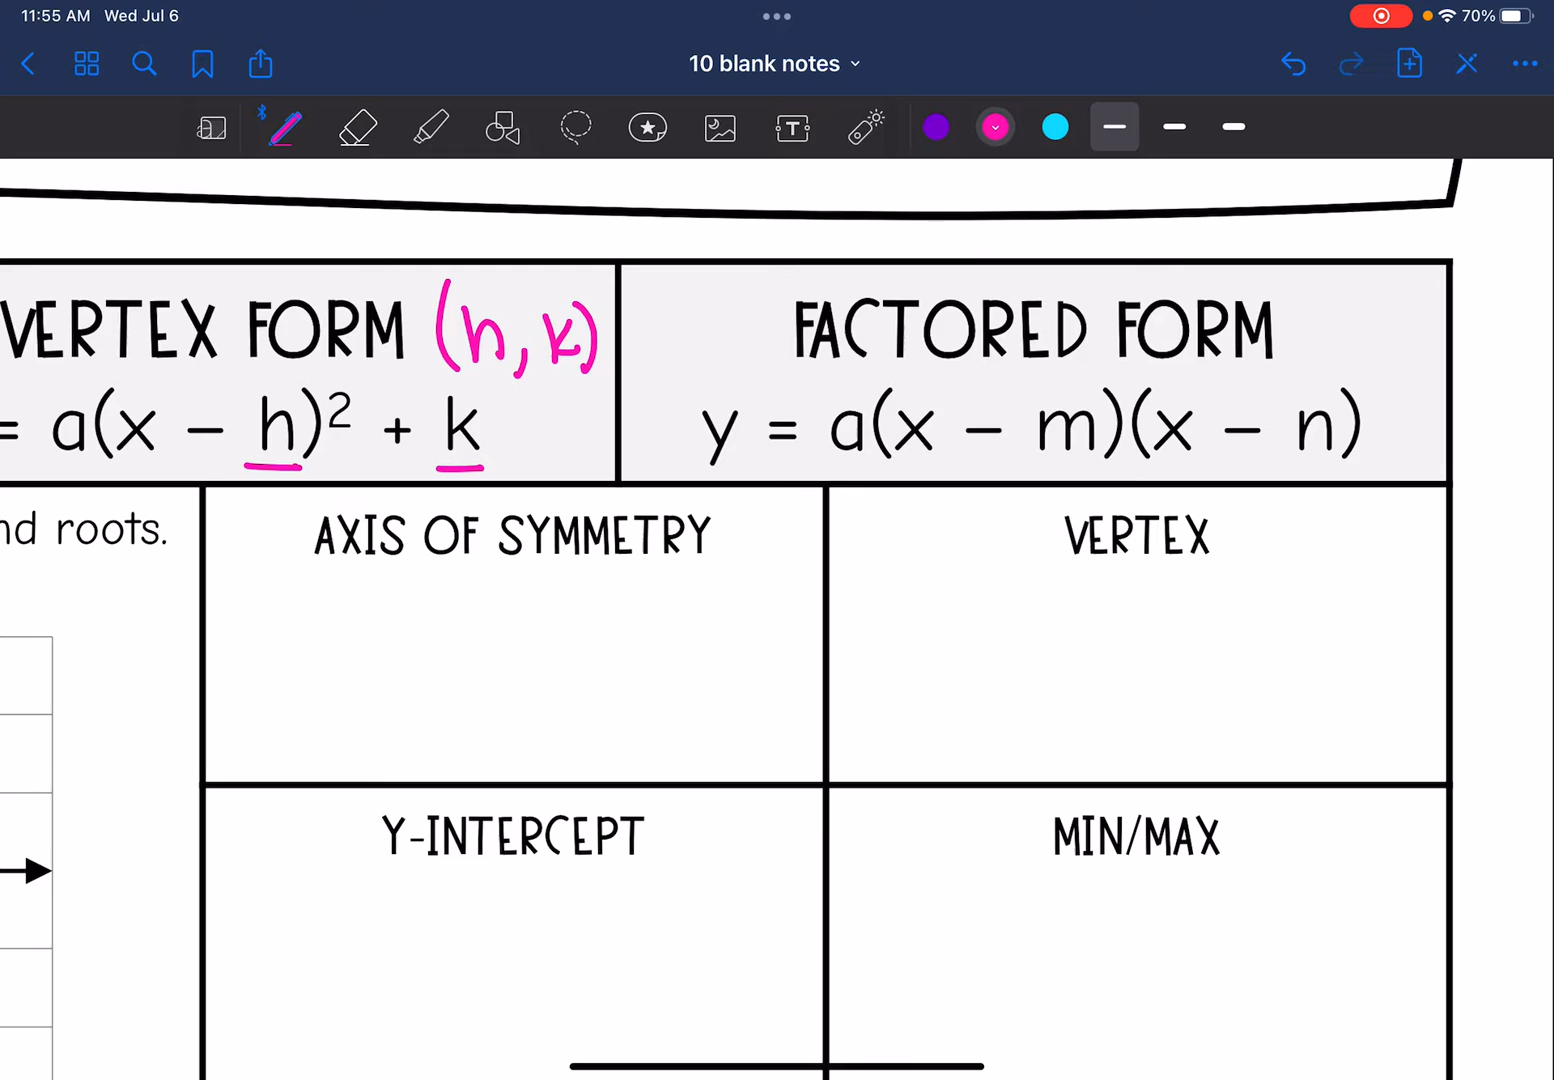 11:55 AM Wed Jul 6
70%
10 blank notes
T
VERTEX FORM (h, k)
= a(x – h)² + k
FACTORED FORM
y = a(x – m)(x – n)
nd roots.
AXIS OF SYMMETRY
VERTEX
Y-INTERCEPT
MIN/MAX